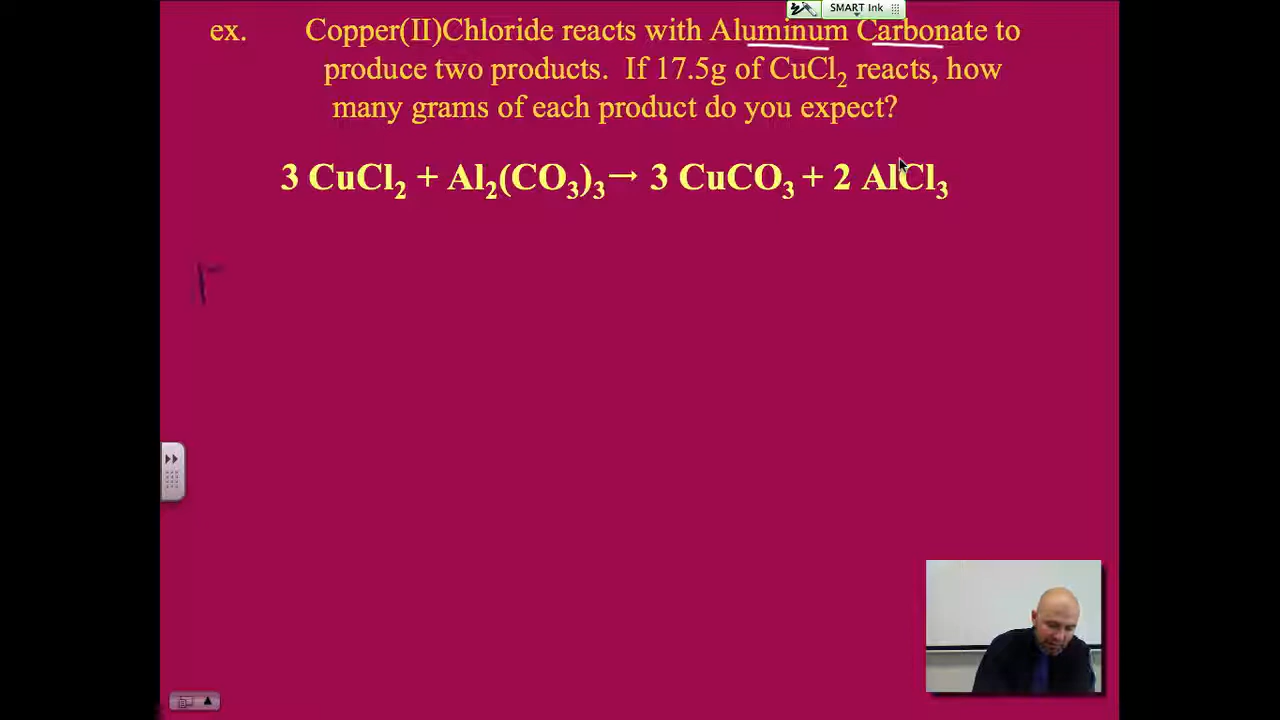 SMART Ink
ex. Copper(II)Chloride reacts with Aluminum Carbonate to
produce two products. If 17.5g of CuCl₂ reacts, how
many grams of each product do you expect?
3 CuCl₂ + Al₂(CO₃)₃→ 3 CuCO₃ + 2 AlCl₃